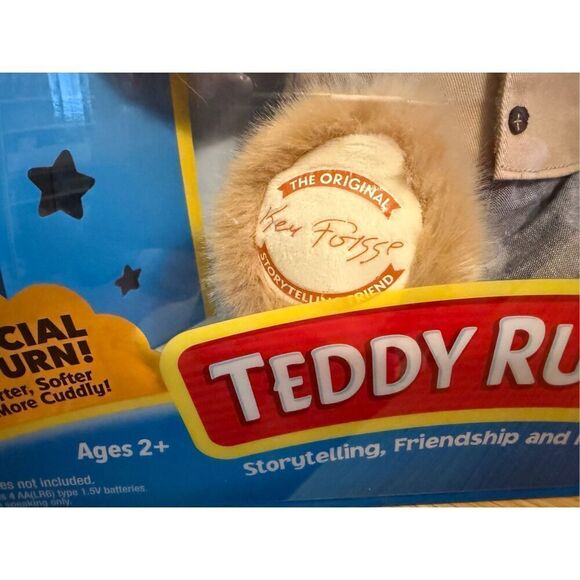 THE ORIGINAL
Ken Forsse
STORYTELLING FRIEND
CIAL
URN!
rter, Softer
More Cuddly!
TEDDY RU
Ages 2+
Storytelling, Friendship and
es not included.
s 4 AA(LR6) type 1.5V batteries.
speaking only.